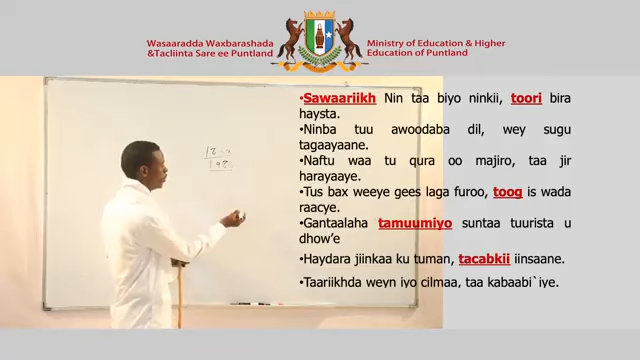 Wasaaradda Waxbarashada
&Tacliinta Sare ee Puntland
Ministry of Education & Higher
Education of Puntland
•Sawaariikh Nin taa biyo ninkii, toori bira
haysta.
•Ninba tuu awoodaba dil, wey sugu
tagaayaane.
•Naftu waa tu qura oo majiro, taa jir
harayaaye.
•Tus bax weeye gees laga furoo, toog is wada
raacye.
•Gantaalaha tamuumiyo suntaa tuurista u
dhow’e
•Haydara jiinkaa ku tuman, tacabkii iinsaane.
•Taariikhda weyn iyo cilmaa, taa kabaabi`iye.